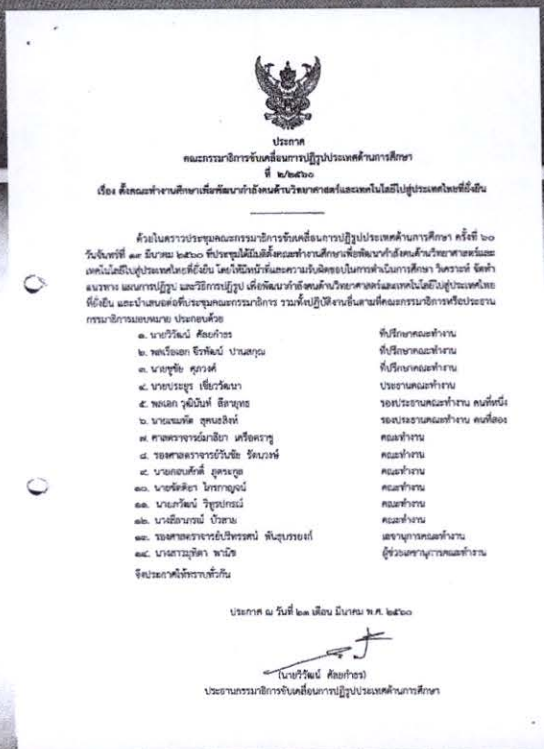 ประกาศ
คณะกรรมาธิการขับเคลื่อนการปฏิรูปประเทศด้านการศึกษา
ที่ ๒/๒๕๖๐
เรื่อง ตั้งคณะทำงานศึกษาเพื่อพัฒนากำลังคนด้านวิทยาศาสตร์และเทคโนโลยีไปสู่ประเทศไทยที่ยั่งยืน
ด้วยในคราวประชุมคณะกรรมาธิการขับเคลื่อนการปฏิรูปประเทศด้านการศึกษา ครั้งที่ ๖๐
วันจันทร์ที่ มีนาคม ๒๕๖๐ ที่ประชุมได้มีมติตั้งคณะทำงานศึกษาเพื่อพัฒนากำลังคนด้านวิทยาศาสตร์และ
เทคโนโลยีไปสู่ประเทศไทยที่ยั่งยืน โดยให้มีหน้าที่และความรับผิดชอบในการดำเนินการศึกษา วิเคราะห์ จัดทำ
แนวทาง แผนการปฏิรูป และวิธีการปฏิรูป เพื่อพัฒนากำลังคนด้านวิทยาศาสตร์และเทคโนโลยีไปสู่ประเทศไทย
ที่ยั่งยืน และนำเสนอต่อที่ประชุมคณะกรรมาธิการ รวมทั้งปฏิบัติงานอื่นตามที่คณะกรรมาธิการหรือประธาน
กรรมาธิการมอบหมาย ประกอบด้วย
๑. นายวิวัฒน์ ศัลยกำธร ที่ปรึกษาคณะทำงาน
๒. พลเรือเอก จีรพัฒน์ ปานสกุณ ที่ปรึกษาคณะทำงาน
๓. นายชูชัย ศุภวงศ์ ที่ปรึกษาคณะทำงาน
๔. นายประยูร เชี่ยววัฒนา ประธานคณะทำงาน
๕. พลเอก วุฒินันท์ ลีลายุทธ รองประธานคณะทำงาน คนที่หนึ่ง
๖. นายเขมทัต สุคนธสิงห์ รองประธานคณะทำงาน คนที่สอง
๗. ศาสตราจารย์มาลียา เครือตราชู คณะทำงาน
๘. รองศาสตราจารย์วันชัย รัตนวงษ์ คณะทำงาน
๙. นายกอบศักดิ์ ภูตระกูล คณะทำงาน
๑๐. นายขัตติยา ไกรกาญจน์ คณะทำงาน
๑๑. นายภวัฒน์ วิทูรปกรณ์ คณะทำงาน
๑๒. นางลีลาภรณ์ บัวสาย คณะทำงาน
๑๓. รองศาสตราจารย์ปริทรรศน์ พันธุบรรยงก์ เลขานุการคณะทำงาน
๑๔. นางสาวมุทิตา พานิช ผู้ช่วยเลขานุการคณะทำงาน
จึงประกาศให้ทราบทั่วกัน
ประกาศ ณ วันที่ ๒๓ เดือน มีนาคม พ.ศ. ๒๕๖๐
(นายวิวัฒน์ ศัลยกำธร)
ประธานกรรมาธิการขับเคลื่อนการปฏิรูปประเทศด้านการศึกษา